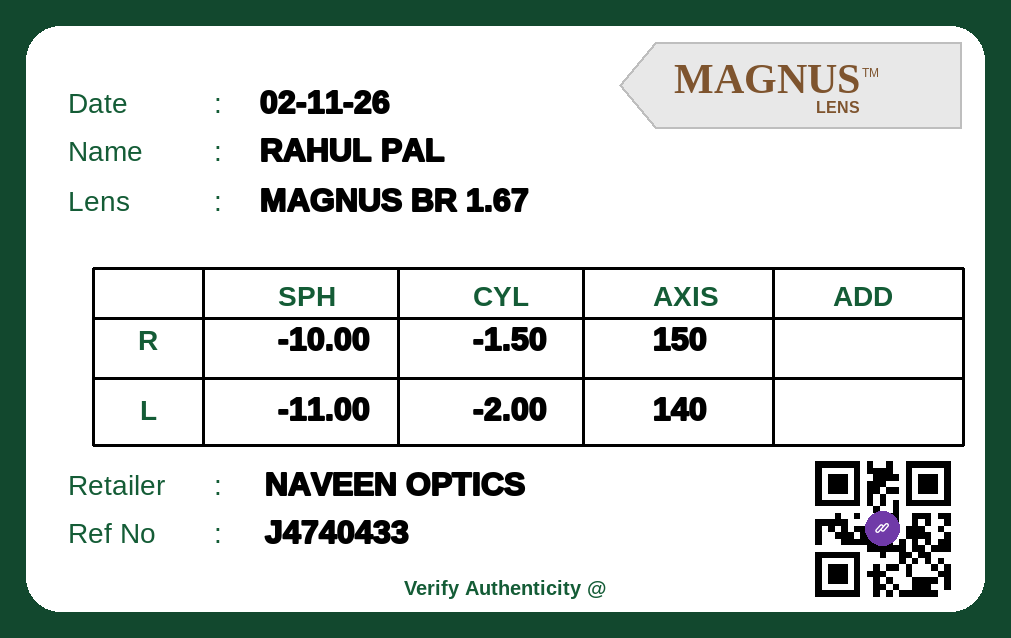 MAGNUS™
LENS
Date : 02-11-26
Name : RAHUL PAL
Lens : MAGNUS BR 1.67
SPH CYL AXIS ADD
R -10.00 -1.50 150
L -11.00 -2.00 140
Retailer : NAVEEN OPTICS
Ref No : J4740433
Verify Authenticity @